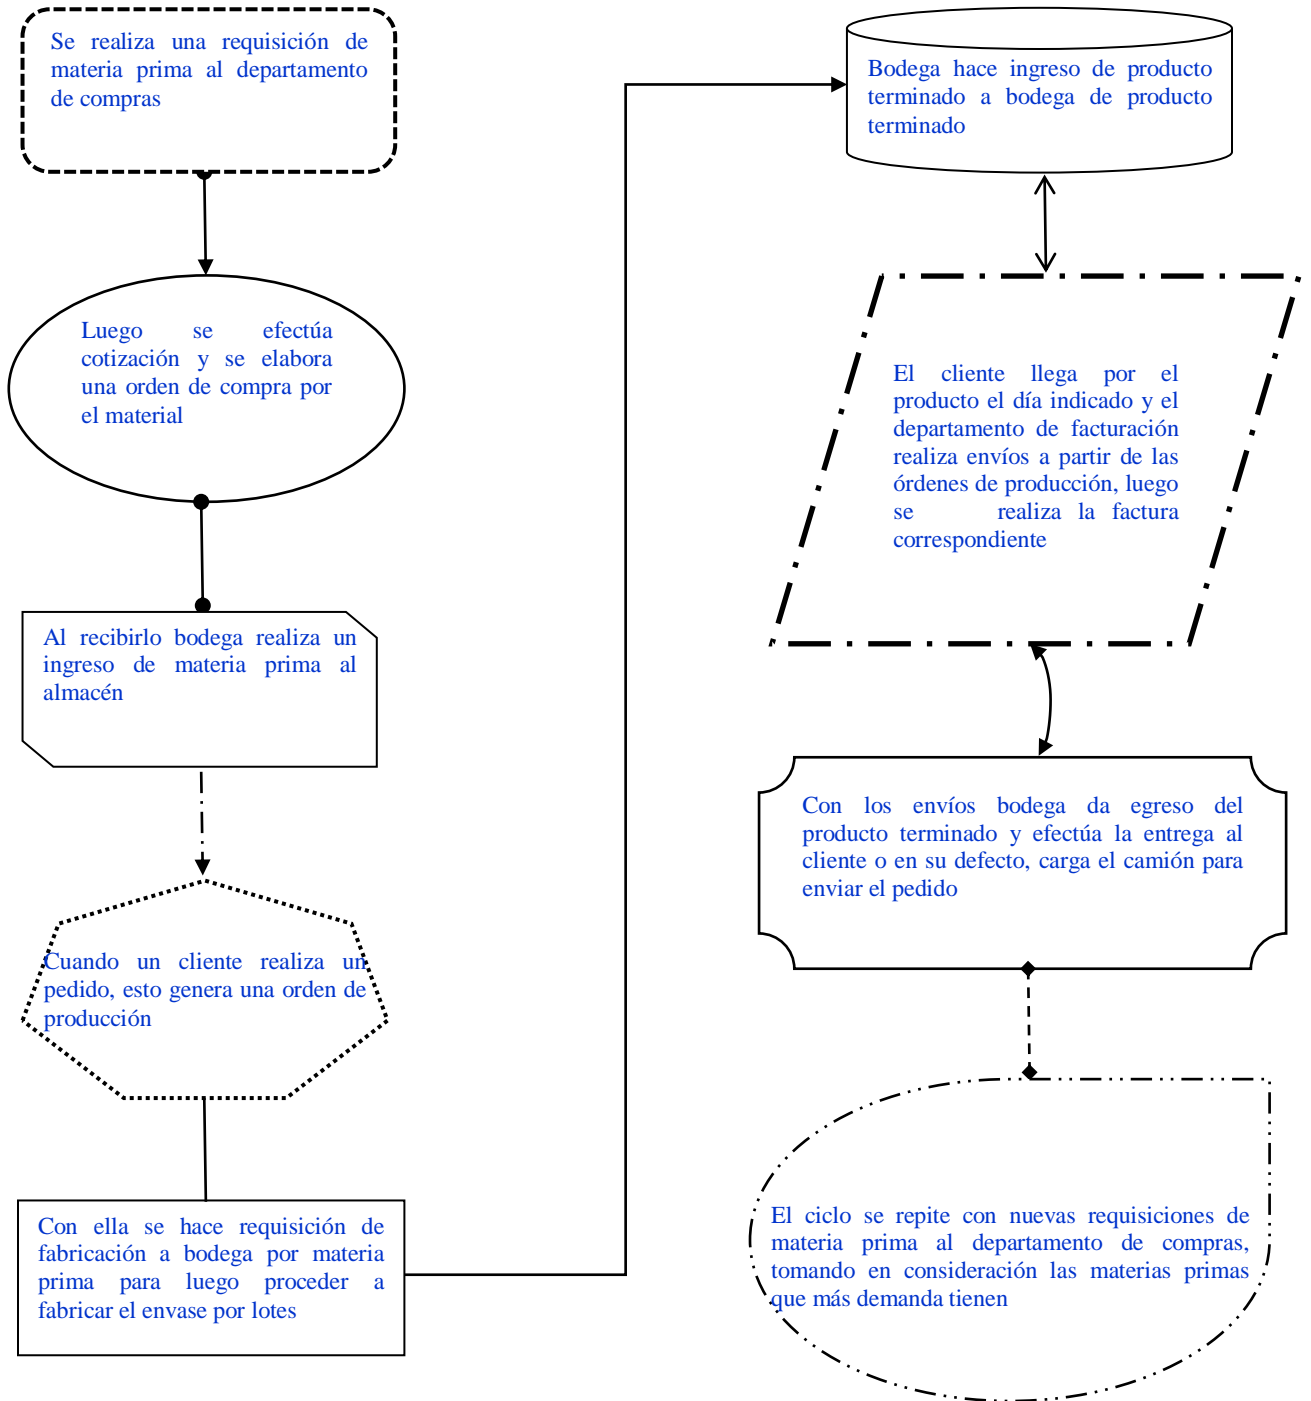 Se realiza una requisición de
materia prima al departamento
de compras
Luego se efectúa
cotización y se elabora
una orden de compra por
el material
Al recibirlo bodega realiza un
ingreso de materia prima al
almacén
Cuando un cliente realiza un
pedido, esto genera una orden de
producción
Con ella se hace requisición de
fabricación a bodega por materia
prima para luego proceder a
fabricar el envase por lotes
Bodega hace ingreso de producto
terminado a bodega de producto
terminado
El cliente llega por el
producto el día indicado y el
departamento de facturación
realiza envíos a partir de las
órdenes de producción, luego
se realiza la factura
correspondiente
Con los envíos bodega da egreso del
producto terminado y efectúa la entrega al
cliente o en su defecto, carga el camión para
enviar el pedido
El ciclo se repite con nuevas requisiciones de
materia prima al departamento de compras,
tomando en consideración las materias primas
que más demanda tienen